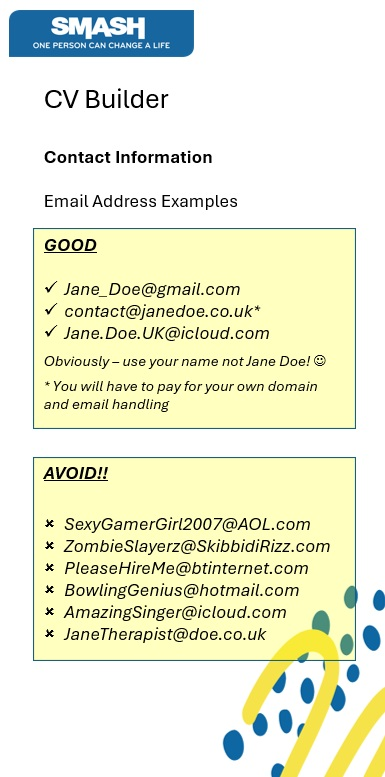 SMASH
ONE PERSON CAN CHANGE A LIFE
CV Builder
Contact Information
Email Address Examples
GOOD
✓ Jane_Doe@gmail.com
✓ contact@janedoe.co.uk*
✓ Jane.Doe.UK@icloud.com
Obviously – use your name not Jane Doe! ☺
* You will have to pay for your own domain
and email handling
AVOID!!
× SexyGamerGirl2007@AOL.com
× ZombieSlayerz@SkibbidiRizz.com
× PleaseHireMe@btinternet.com
× BowlingGenius@hotmail.com
× AmazingSinger@icloud.com
× JaneTherapist@doe.co.uk